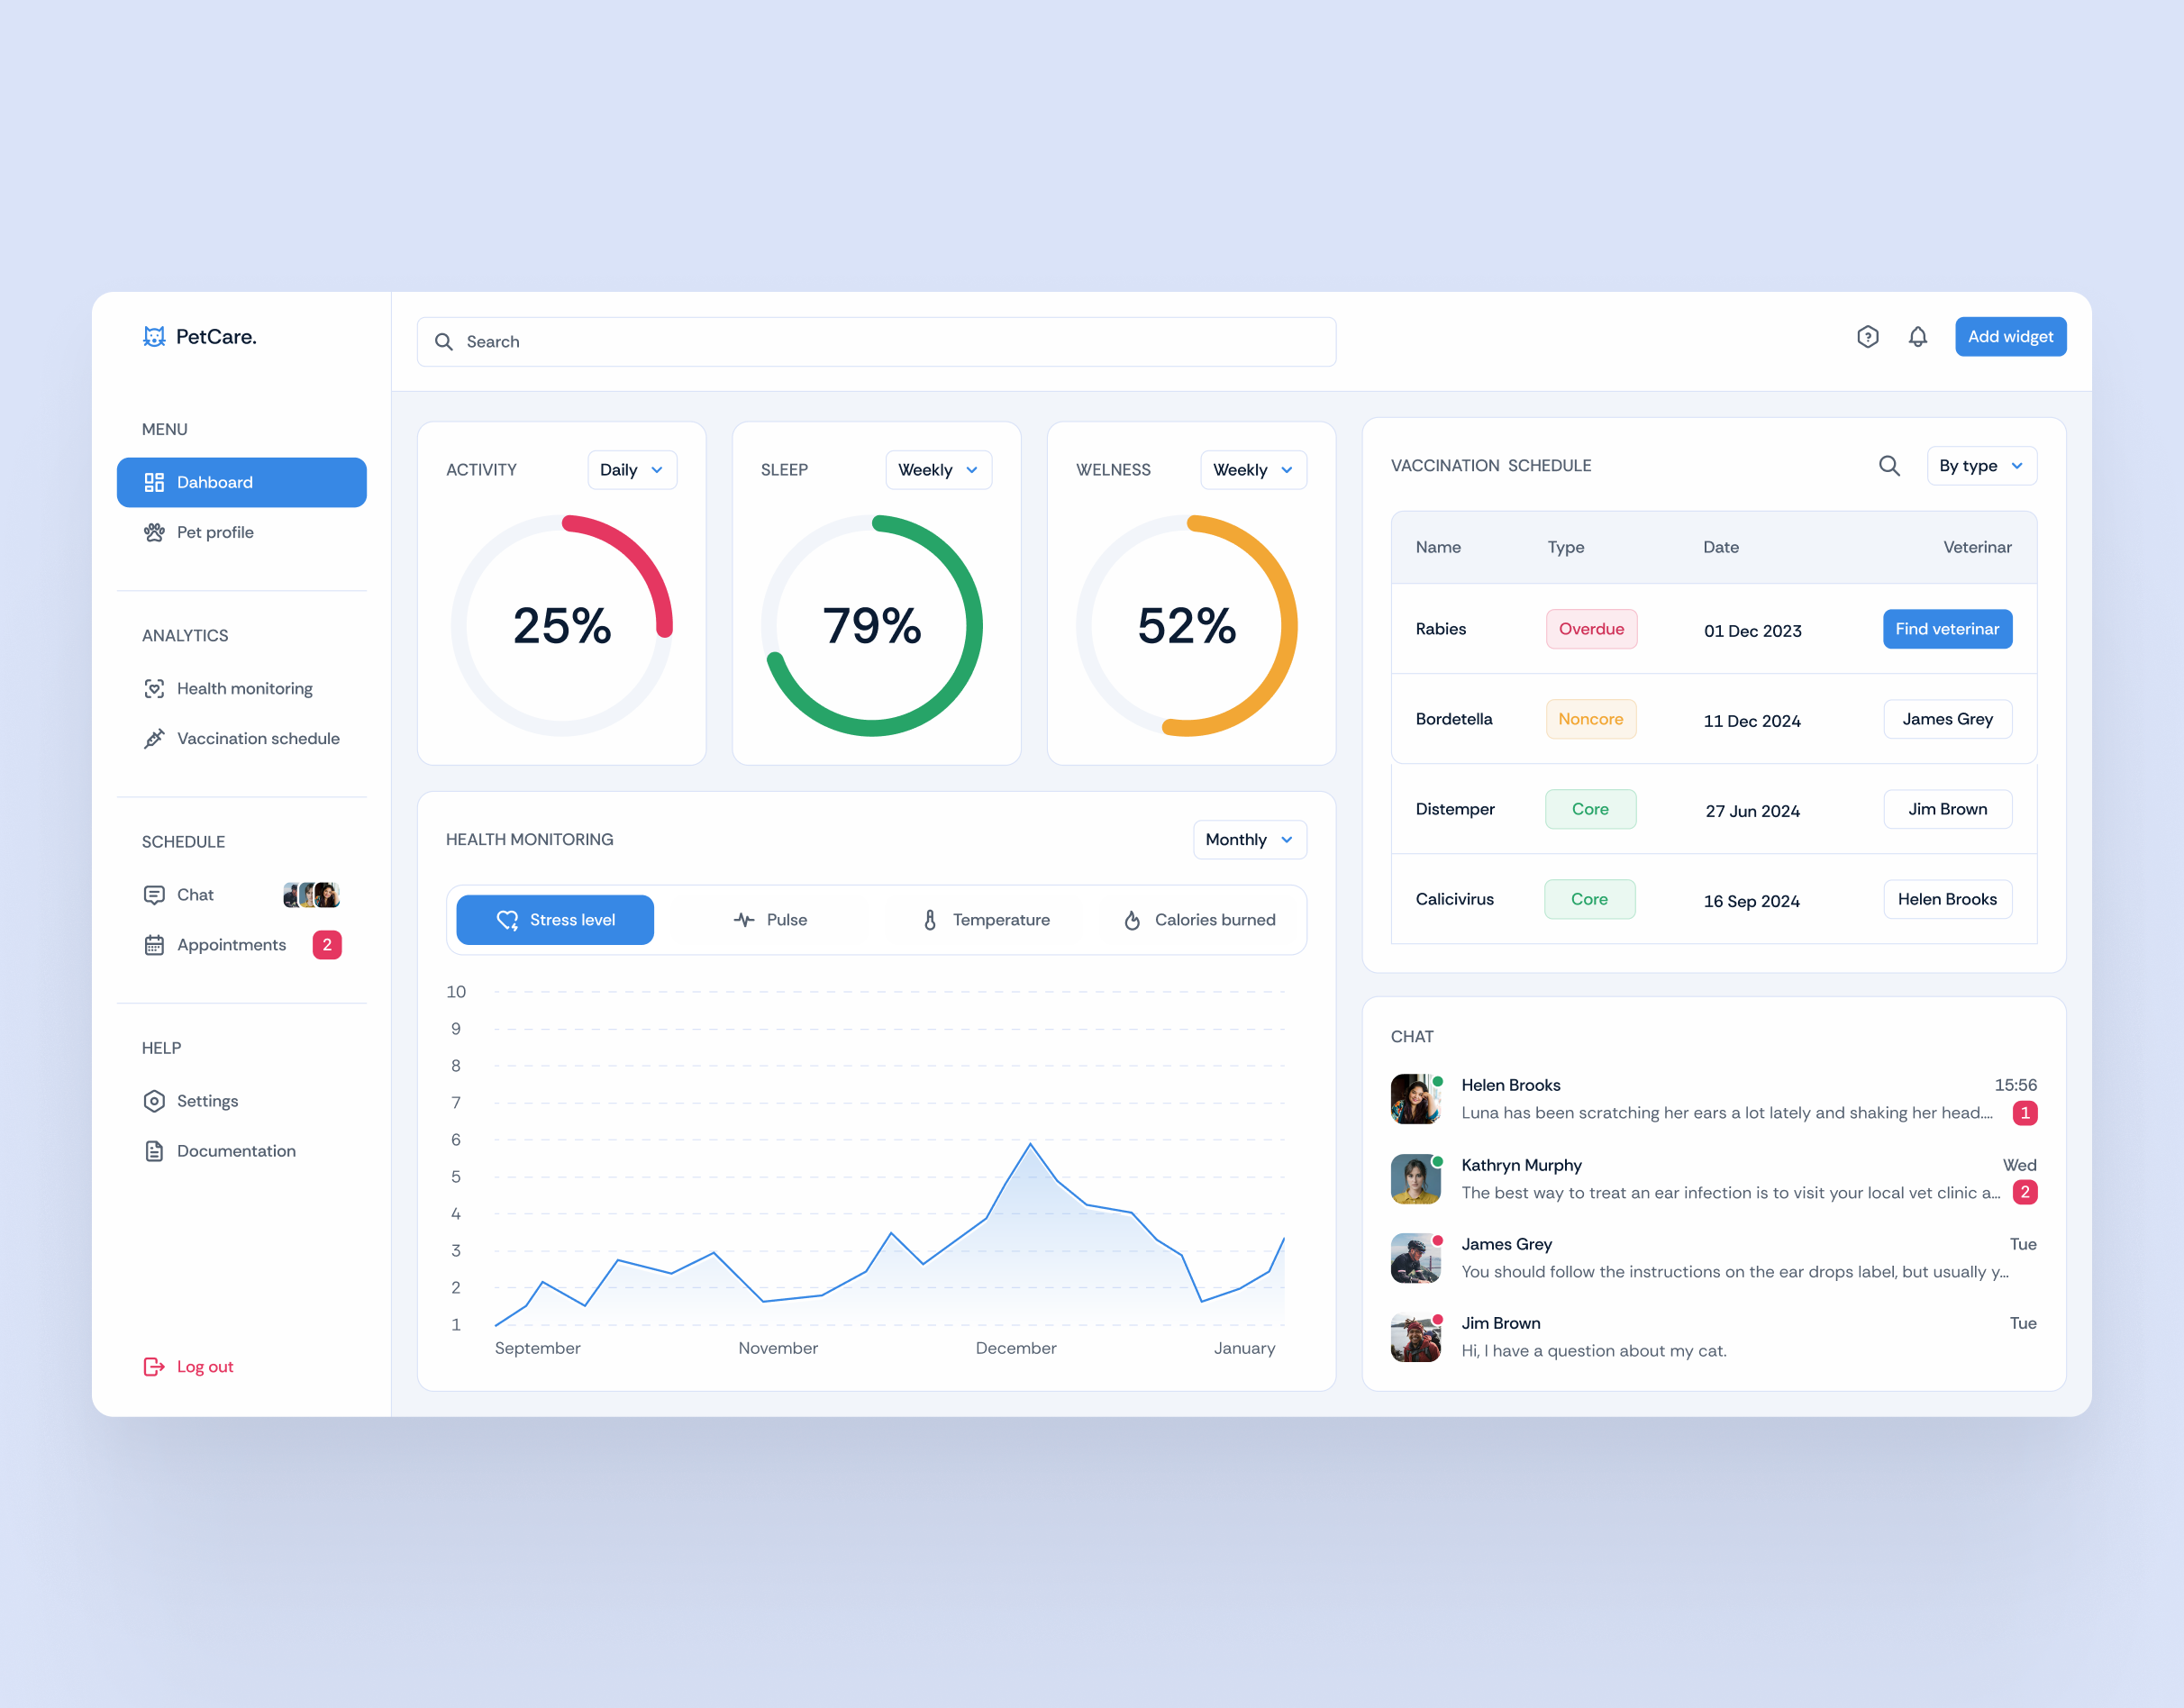 PetCare.
Search
Add widget
MENU
Dahboard
Pet profile
ANALYTICS
Health monitoring
Vaccination schedule
SCHEDULE
Chat
Appointments 2
HELP
Settings
Documentation
Log out
ACTIVITY Daily
25%
SLEEP Weekly
79%
WELNESS Weekly
52%
HEALTH MONITORING Monthly
Stress level Pulse Temperature Calories burned
10
9
8
7
6
5
4
3
2
1
September November December January
VACCINATION SCHEDULE By type
Name Type Date Veterinar
Rabies Overdue 01 Dec 2023 Find veterinar
Bordetella Noncore 11 Dec 2024 James Grey
Distemper Core 27 Jun 2024 Jim Brown
Calicivirus Core 16 Sep 2024 Helen Brooks
CHAT
Helen Brooks 15:56
Luna has been scratching her ears a lot lately and shaking her head.... 1
Kathryn Murphy Wed
The best way to treat an ear infection is to visit your local vet clinic a... 2
James Grey Tue
You should follow the instructions on the ear drops label, but usually y...
Jim Brown Tue
Hi, I have a question about my cat.